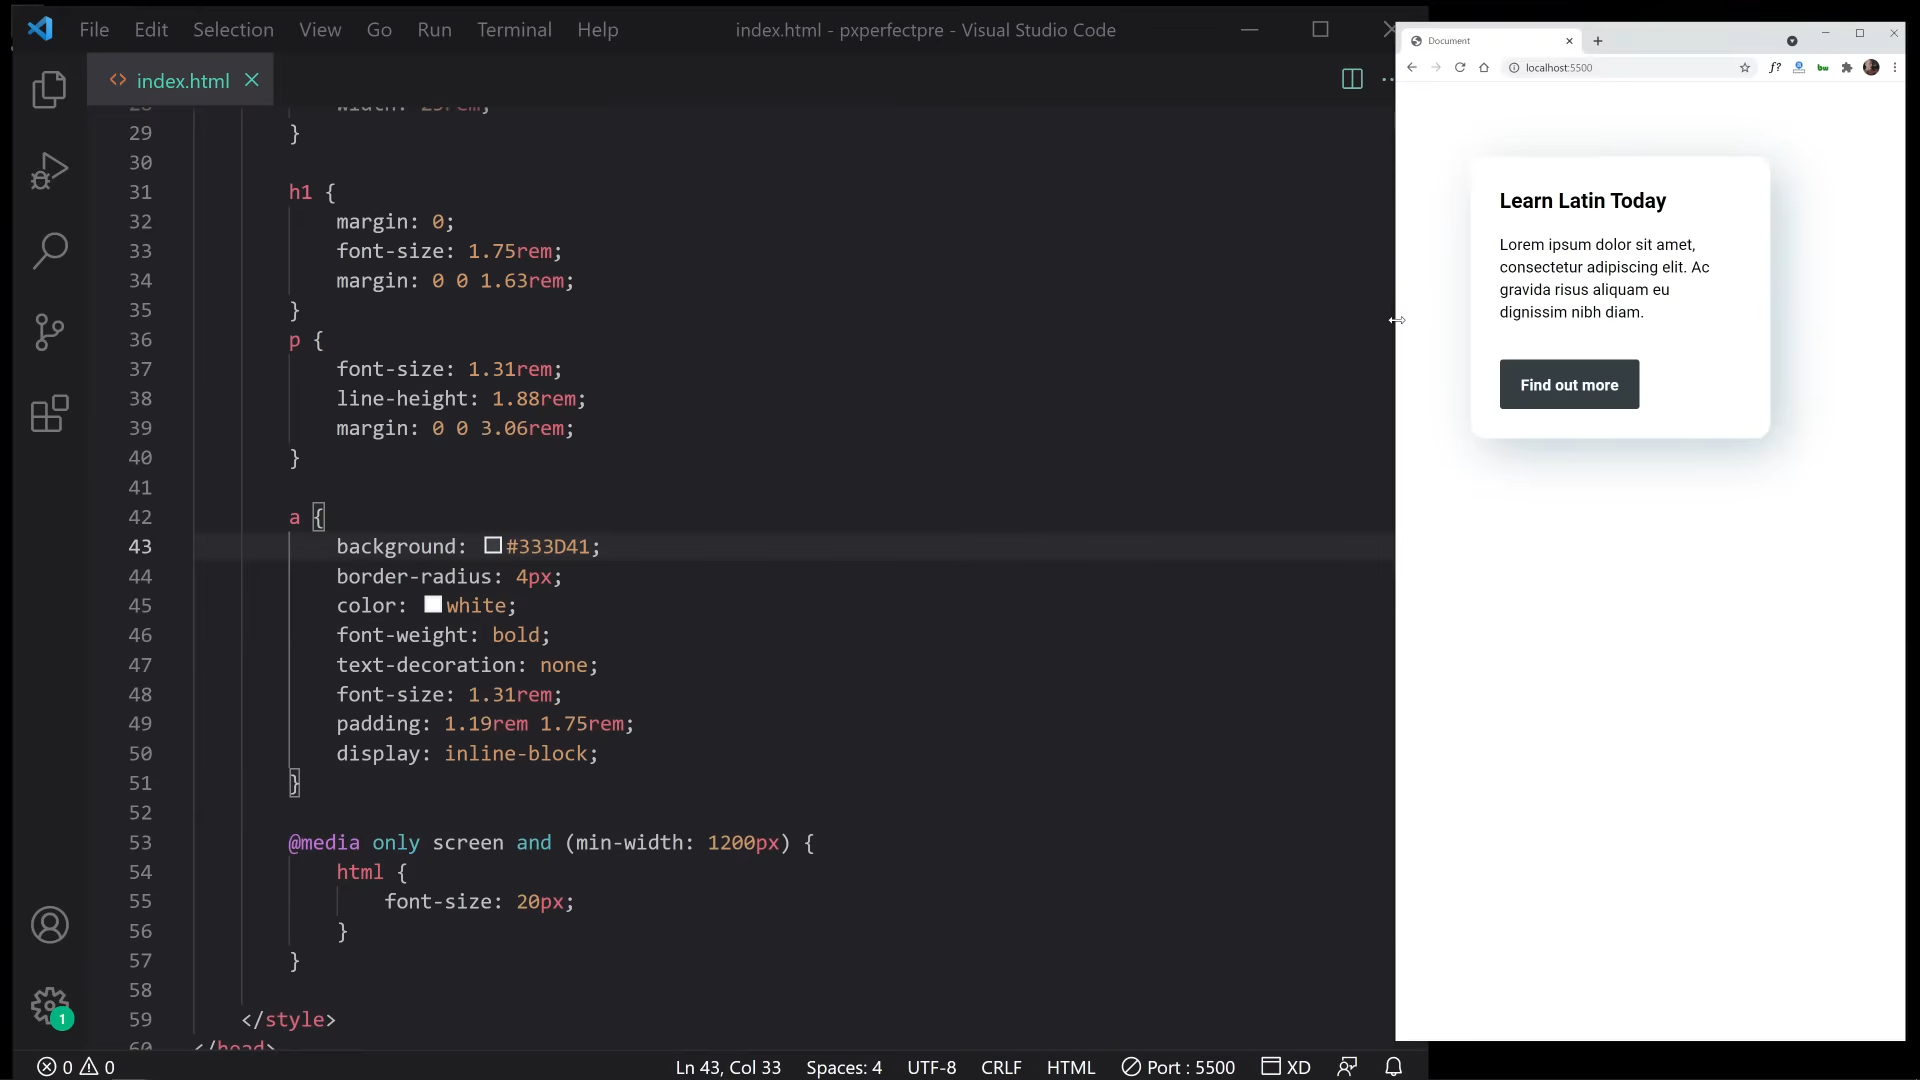 File Edit Selection View Go Run Terminal Help index.html - pxperfectpre - Visual Studio Code
index.html
29 }
30
31 h1 {
32 margin: 0;
33 font-size: 1.75rem;
34 margin: 0 0 1.63rem;
35 }
36 p {
37 font-size: 1.31rem;
38 line-height: 1.88rem;
39 margin: 0 0 3.06rem;
40 }
41
42 a {
43 background: #333D41;
44 border-radius: 4px;
45 color: white;
46 font-weight: bold;
47 text-decoration: none;
48 font-size: 1.31rem;
49 padding: 1.19rem 1.75rem;
50 display: inline-block;
51 }
52
53 @media only screen and (min-width: 1200px) {
54 html {
55 font-size: 20px;
56 }
57 }
58
59 </style>
60 </head>
1
0 0 Ln 43, Col 33 Spaces: 4 UTF-8 CRLF HTML Port : 5500 XD
Document
localhost:5500 f? bw
Learn Latin Today
Lorem ipsum dolor sit amet,
consectetur adipiscing elit. Ac
gravida risus aliquam eu
dignissim nibh diam.
Find out more